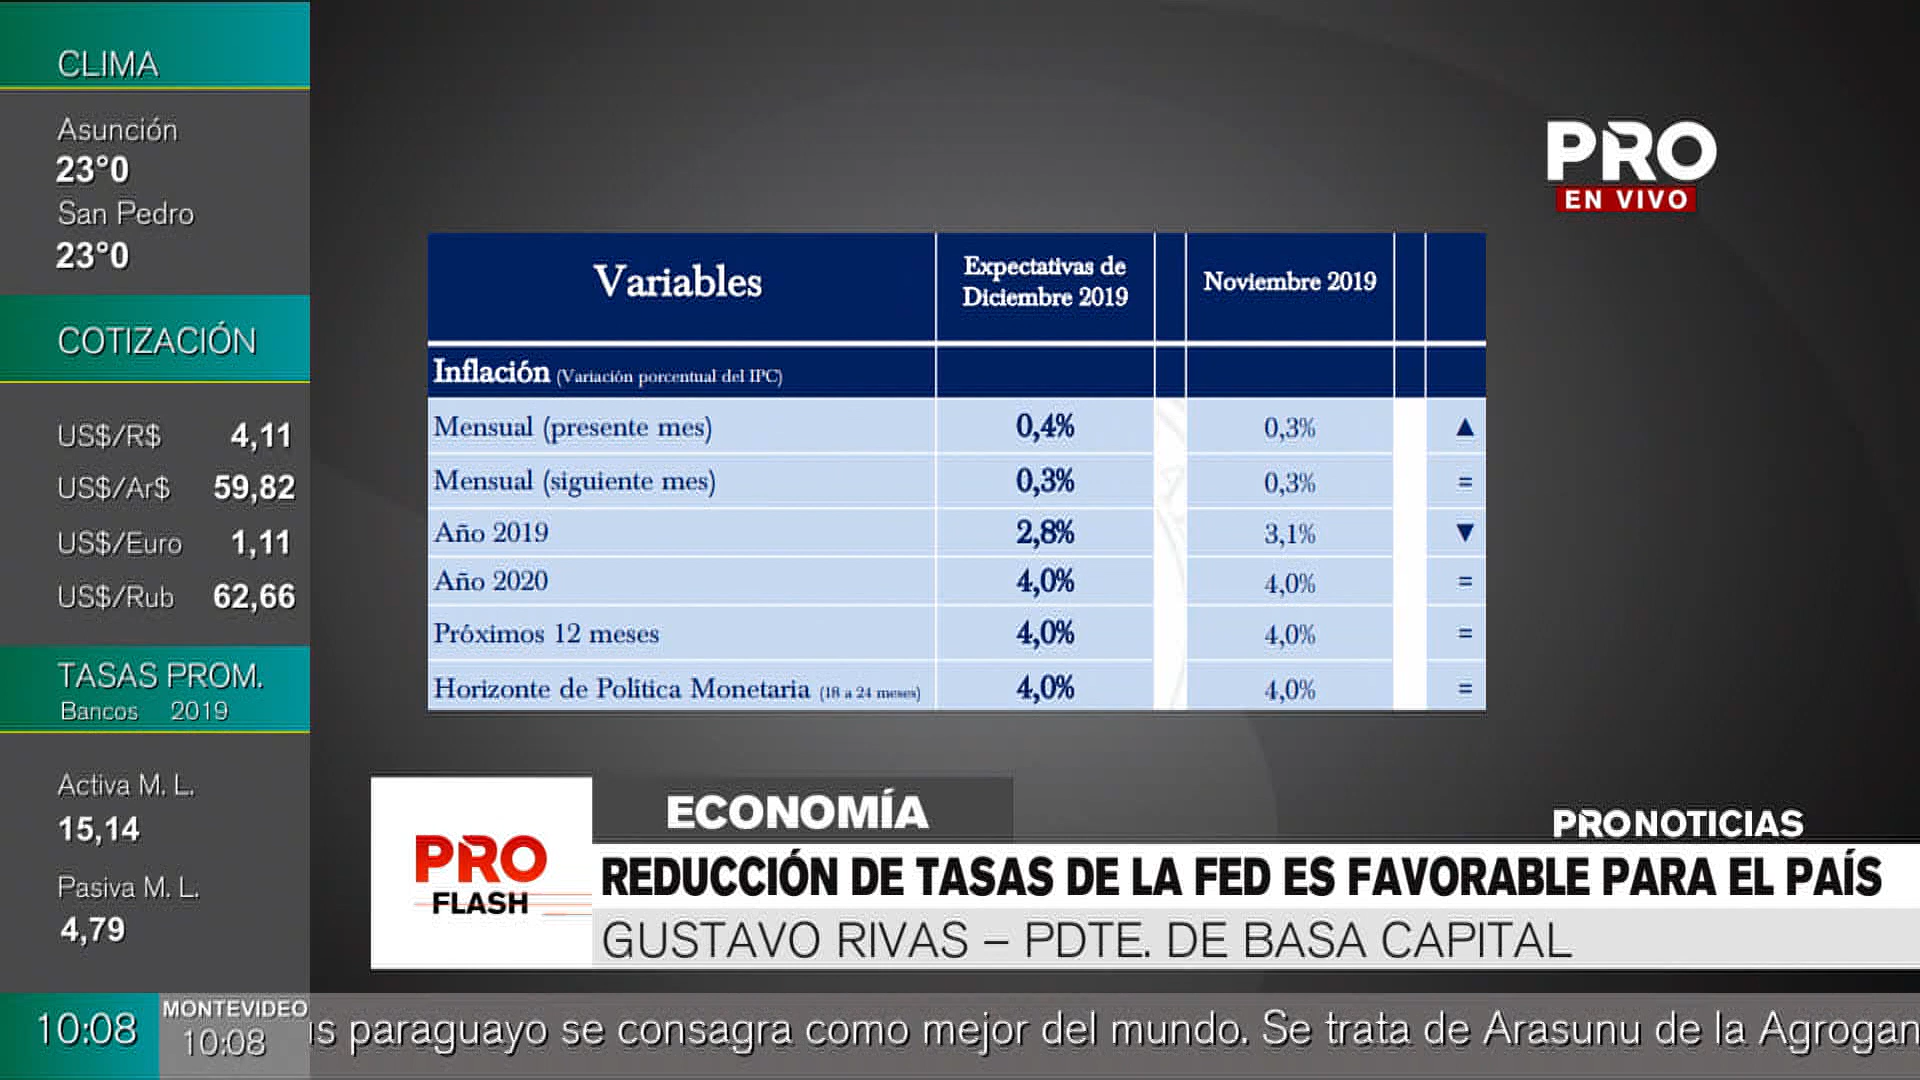 CLIMA
Asunción
23°0
San Pedro
23°0
COTIZACIÓN
US$/R$ 4,11
US$/Ar$ 59,82
US$/Euro 1,11
US$/Rub 62,66
TASAS PROM.
Bancos 2019
Activa M. L.
15,14
Pasiva M. L.
4,79
PRO
EN VIVO
Variables Expectativas de Diciembre 2019 Noviembre 2019
Inflación (Variación porcentual del IPC)
Mensual (presente mes) 0,4% 0,3% ▲
Mensual (siguiente mes) 0,3% 0,3% =
Año 2019 2,8% 3,1% ▼
Año 2020 4,0% 4,0% =
Próximos 12 meses 4,0% 4,0% =
Horizonte de Política Monetaria (18 a 24 meses) 4,0% 4,0% =
PRO
FLASH
ECONOMÍA
PRONOTICIAS
REDUCCIÓN DE TASAS DE LA FED ES FAVORABLE PARA EL PAÍS
GUSTAVO RIVAS – PDTE. DE BASA CAPITAL
10:08
MONTEVIDEO
10:08
paraguayo se consagra como mejor del mundo. Se trata de Arasunu de la Agrogan